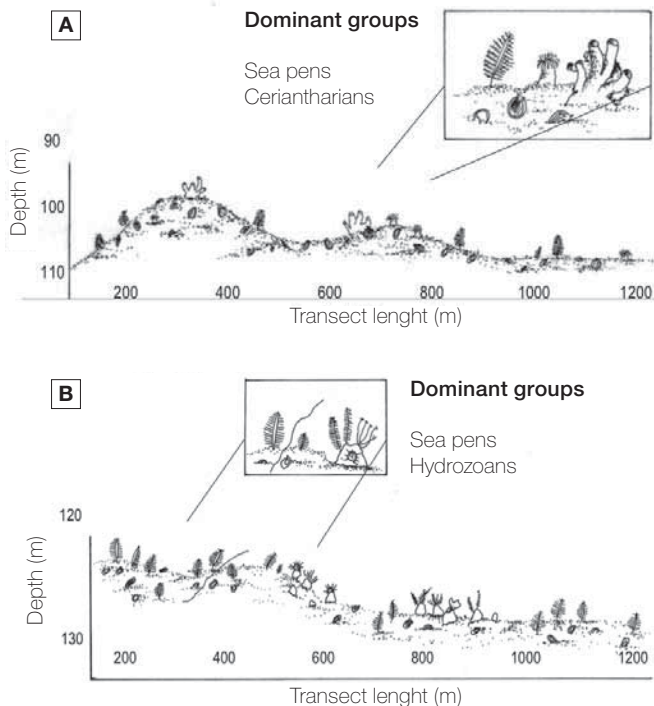 A
Dominant groups
Sea pens
Ceriantharians
Depth (m)
90
100
110
200 400 600 800 1000 1200
Transect lenght (m)
B
Dominant groups
Sea pens
Hydrozoans
Depth (m)
120
130
200 400 600 800 1000 1200
Transect lenght (m)